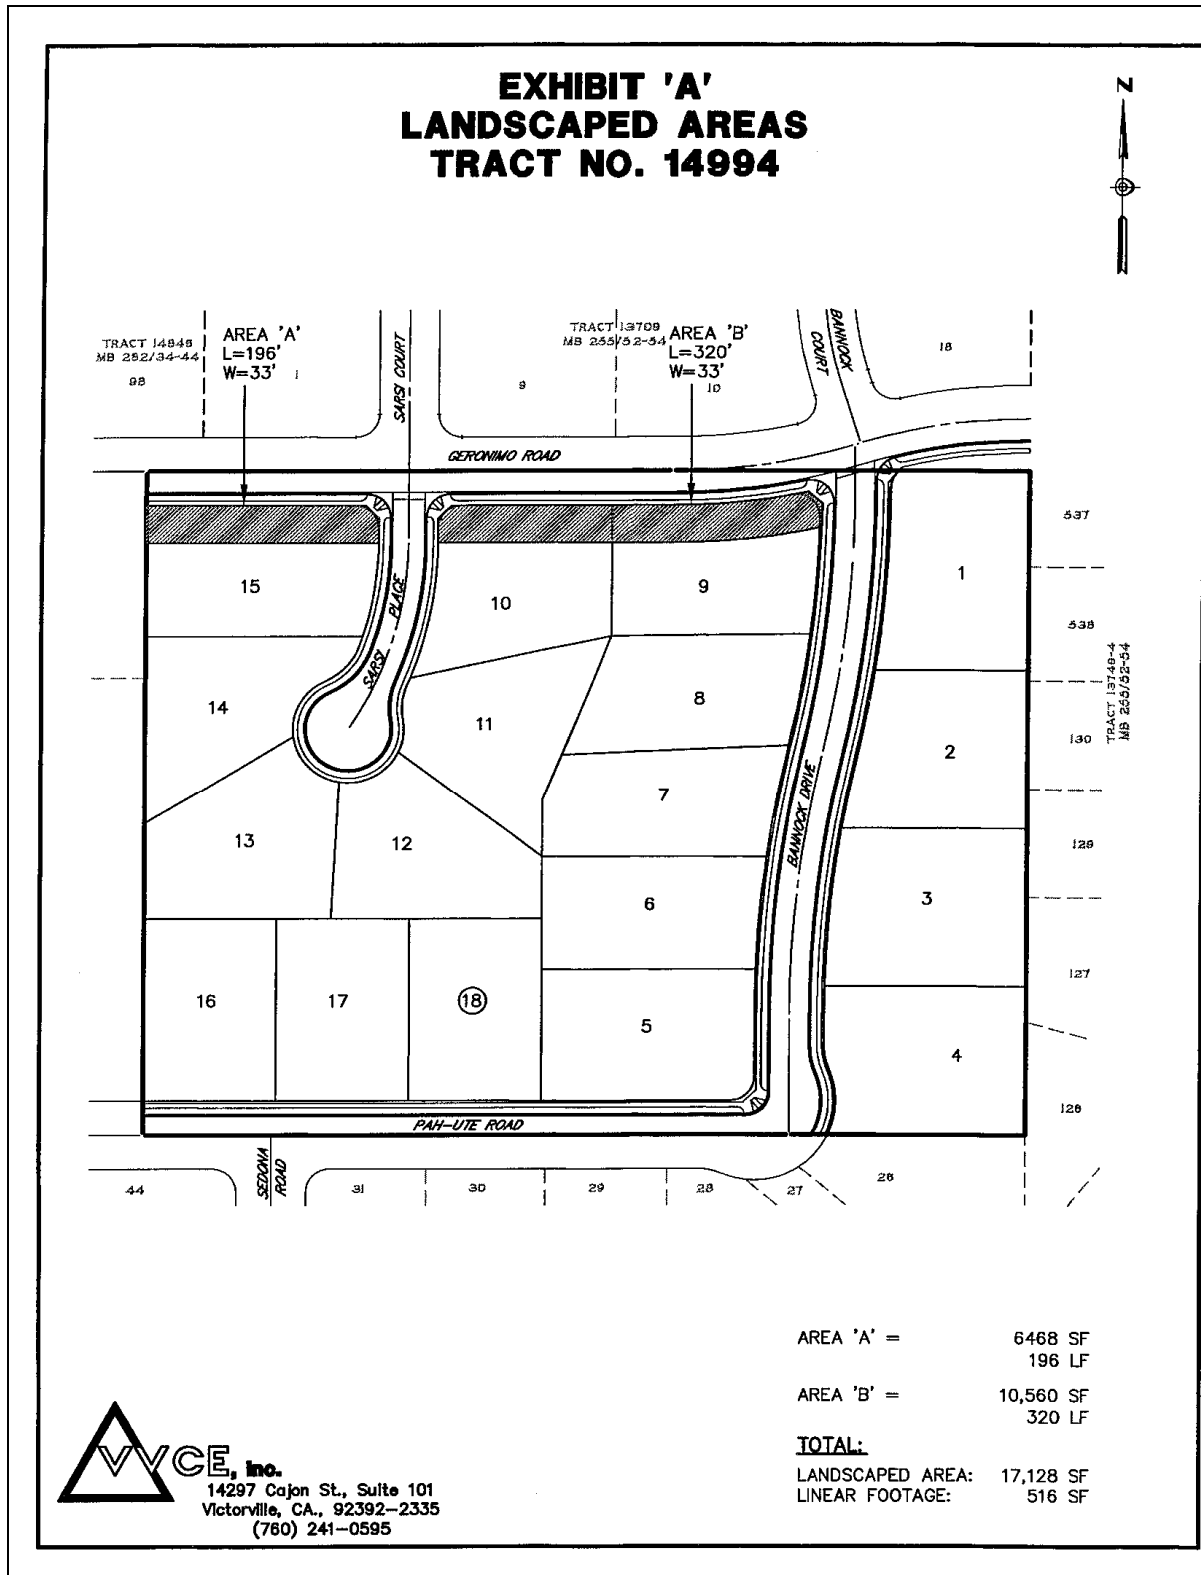 EXHIBIT 'A'
LANDSCAPED AREAS
TRACT NO. 14994
N
TRACT 14848
MB 282/34-44
98
AREA 'A'
L=196'
W=33'
1
SARSI COURT
9
TRACT 13709
MB 255/52-54
AREA 'B'
L=320'
W=33'
10
BANNOCK
COURT
18
GERONIMO ROAD
15
SARSI PLACE
10
9
1
537
538
14
11
8
2
TRACT 13749-4
MB 255/52-54
130
7
BANNOCK DRIVE
13
12
129
6
3
127
16
17
18
5
4
128
PAH-UTE ROAD
SEDONA
ROAD
44
31
30
29
28
27
26
AREA 'A' = 6468 SF
196 LF
AREA 'B' = 10,560 SF
320 LF
TOTAL:
LANDSCAPED AREA: 17,128 SF
LINEAR FOOTAGE: 516 SF
VVCE, Inc.
14297 Cajon St., Suite 101
Victorville, CA., 92392-2335
(760) 241-0595